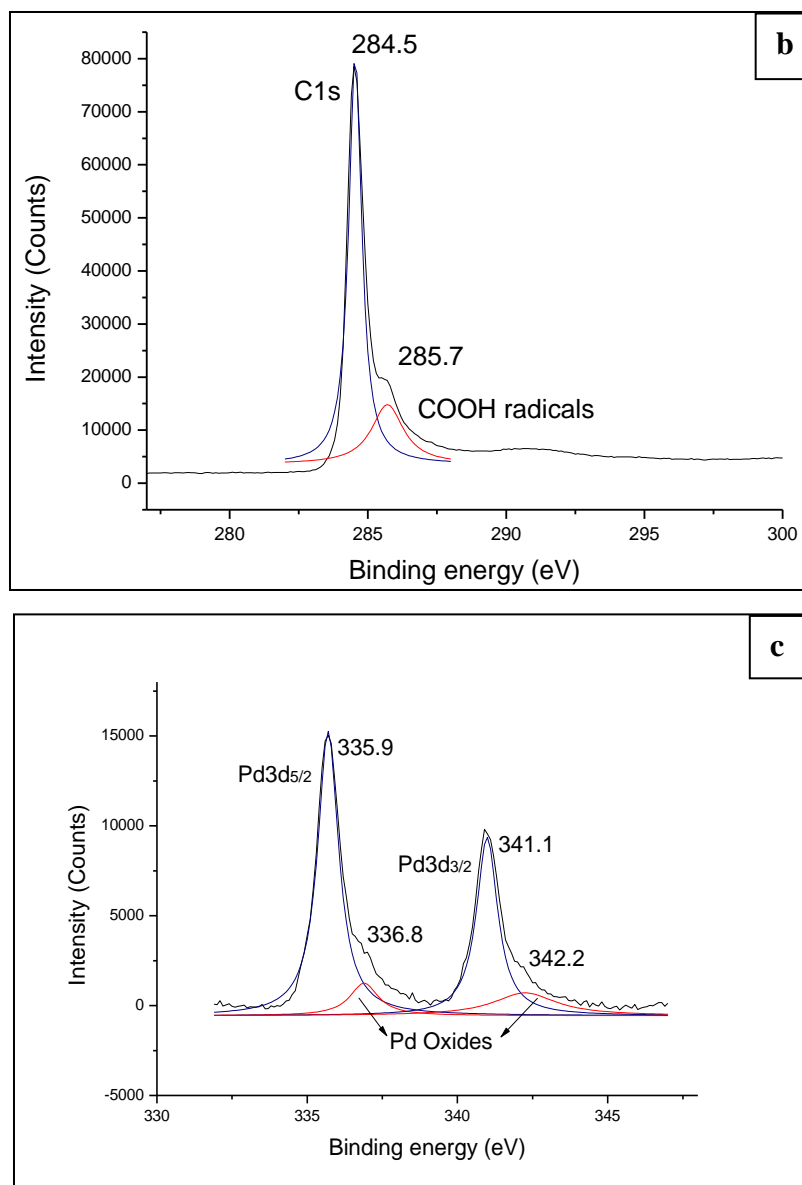 b
284.5
C1s
285.7
COOH radicals
80000
70000
60000
50000
40000
30000
20000
10000
0
Intensity (Counts)
280 285 290 295 300
Binding energy (eV)
c
335.9
Pd3d5/2
336.8
341.1
Pd3d3/2
342.2
Pd Oxides
15000
10000
5000
0
-5000
Intensity (Counts)
330 335 340 345
Binding energy (eV)